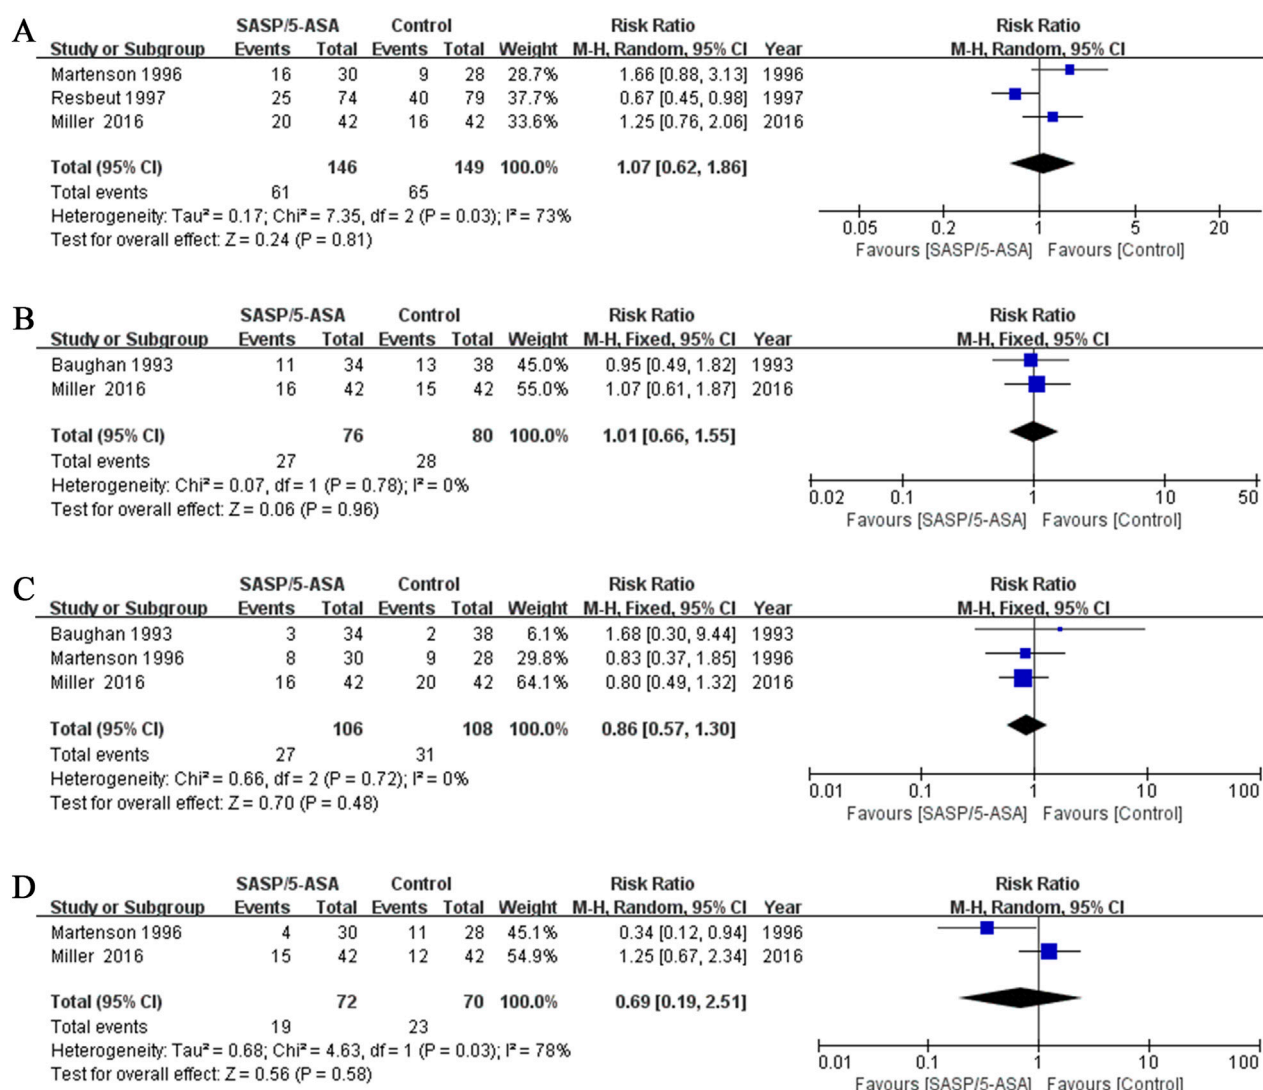 A
SASP/5-ASA Control Risk Ratio Risk Ratio
Study or Subgroup Events Total Events Total Weight M-H, Random, 95% CI Year M-H, Random, 95% CI
Martenson 1996 16 30 9 28 28.7% 1.66 [0.88, 3.13] 1996
Resbeut 1997 25 74 40 79 37.7% 0.67 [0.45, 0.98] 1997
Miller 2016 20 42 16 42 33.6% 1.25 [0.76, 2.06] 2016
Total (95% CI) 146 149 100.0% 1.07 [0.62, 1.86]
Total events 61 65
Heterogeneity: Tau² = 0.17; Chi² = 7.35, df = 2 (P = 0.03); I² = 73%
Test for overall effect: Z = 0.24 (P = 0.81)
0.05 0.2 1 5 20
Favours [SASP/5-ASA] Favours [Control]
B
SASP/5-ASA Control Risk Ratio Risk Ratio
Study or Subgroup Events Total Events Total Weight M-H, Fixed, 95% CI Year M-H, Fixed, 95% CI
Baughan 1993 11 34 13 38 45.0% 0.95 [0.49, 1.82] 1993
Miller 2016 16 42 15 42 55.0% 1.07 [0.61, 1.87] 2016
Total (95% CI) 76 80 100.0% 1.01 [0.66, 1.55]
Total events 27 28
Heterogeneity: Chi² = 0.07, df = 1 (P = 0.78); I² = 0%
Test for overall effect: Z = 0.06 (P = 0.96)
0.02 0.1 1 10 50
Favours [SASP/5-ASA] Favours [Control]
C
SASP/5-ASA Control Risk Ratio Risk Ratio
Study or Subgroup Events Total Events Total Weight M-H, Fixed, 95% CI Year M-H, Fixed, 95% CI
Baughan 1993 3 34 2 38 6.1% 1.68 [0.30, 9.44] 1993
Martenson 1996 8 30 9 28 29.8% 0.83 [0.37, 1.85] 1996
Miller 2016 16 42 20 42 64.1% 0.80 [0.49, 1.32] 2016
Total (95% CI) 106 108 100.0% 0.86 [0.57, 1.30]
Total events 27 31
Heterogeneity: Chi² = 0.66, df = 2 (P = 0.72); I² = 0%
Test for overall effect: Z = 0.70 (P = 0.48)
0.01 0.1 1 10 100
Favours [SASP/5-ASA] Favours [Control]
D
SASP/5-ASA Control Risk Ratio Risk Ratio
Study or Subgroup Events Total Events Total Weight M-H, Random, 95% CI Year M-H, Random, 95% CI
Martenson 1996 4 30 11 28 45.1% 0.34 [0.12, 0.94] 1996
Miller 2016 15 42 12 42 54.9% 1.25 [0.67, 2.34] 2016
Total (95% CI) 72 70 100.0% 0.69 [0.19, 2.51]
Total events 19 23
Heterogeneity: Tau² = 0.68; Chi² = 4.63, df = 1 (P = 0.03); I² = 78%
Test for overall effect: Z = 0.56 (P = 0.58)
0.01 0.1 1 10 100
Favours [SASP/5-ASA] Favours [Control]